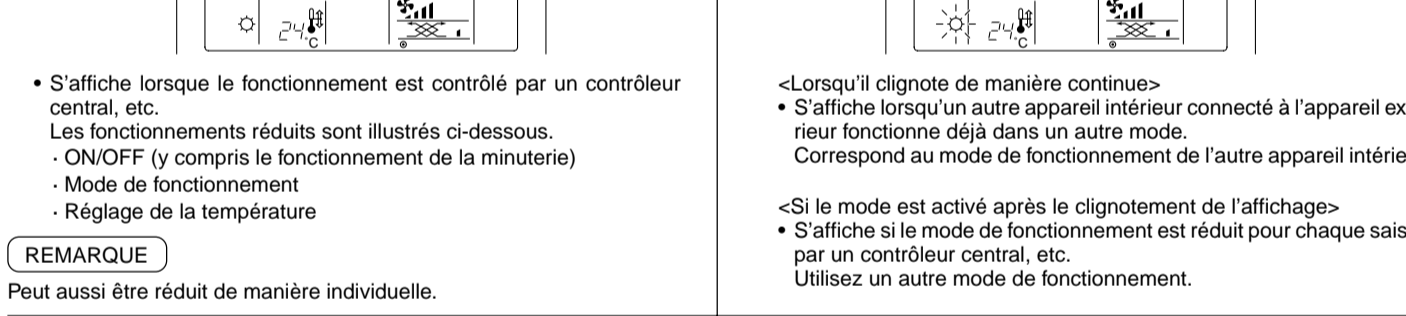 24
°C
• S'affiche lorsque le fonctionnement est contrôlé par un contrôleur
central, etc.
Les fonctionnements réduits sont illustrés ci-dessous.
· ON/OFF (y compris le fonctionnement de la minuterie)
· Mode de fonctionnement
· Réglage de la température
REMARQUE
Peut aussi être réduit de manière individuelle.
24
°C
<Lorsqu'il clignote de manière continue>
• S'affiche lorsqu'un autre appareil intérieur connecté à l'appareil ex
rieur fonctionne déjà dans un autre mode.
Correspond au mode de fonctionnement de l'autre appareil intérie
<Si le mode est activé après le clignotement de l'affichage>
• S'affiche si le mode de fonctionnement est réduit pour chaque sais
par un contrôleur central, etc.
Utilisez un autre mode de fonctionnement.